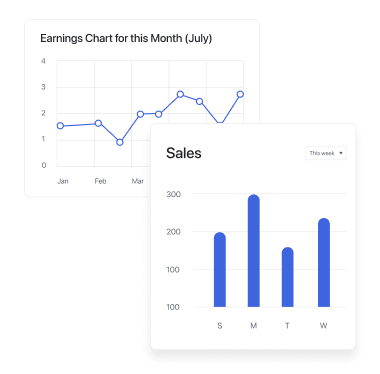 Earnings Chart for this Month (July)
4
3
2
1
0
Jan Feb Mar
Sales
This week
300
200
100
100
S M T W